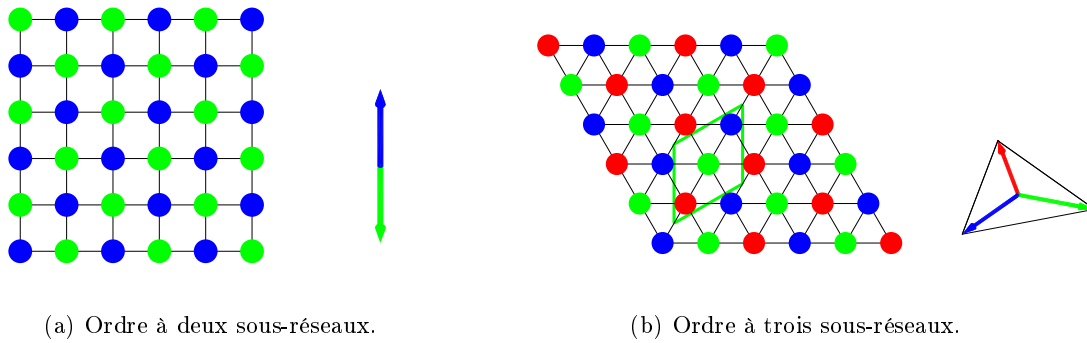 (a) Ordre à deux sous-réseaux.
(b) Ordre à trois sous-réseaux.